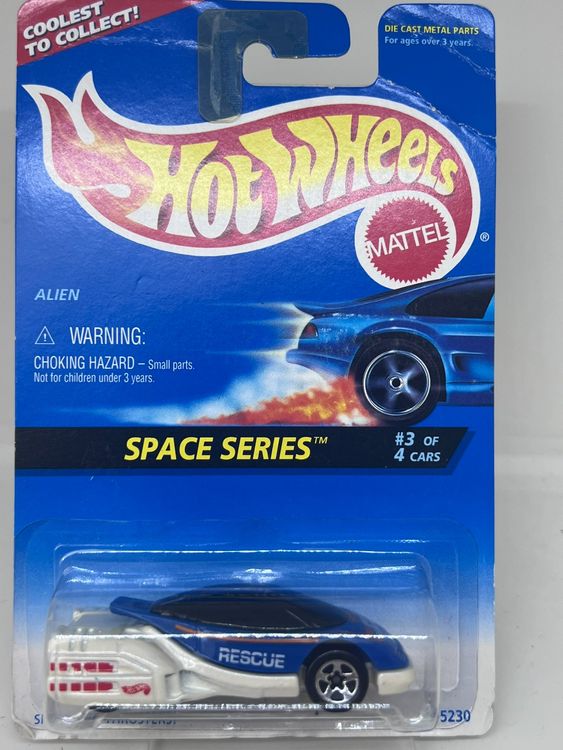 COOLEST
TO COLLECT!
DIE CAST METAL PARTS
For ages over 3 years.
HOT WHEELS
MATTEL
®
ALIEN
⚠ WARNING:
CHOKING HAZARD – Small parts.
Not for children under 3 years.
SPACE SERIES™
#3 OF
4 CARS
RESCUE
THRUSTERS!
5230